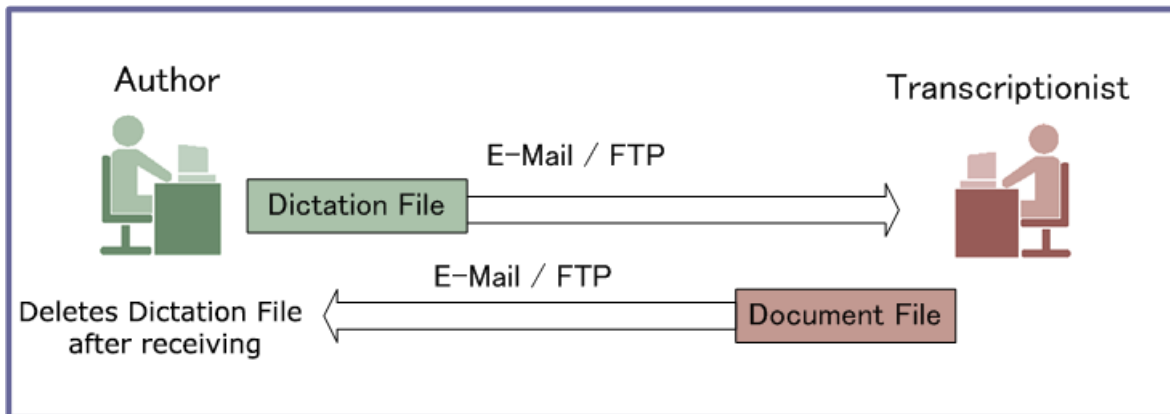 Author
Transcriptionist
E-Mail / FTP
Dictation File
E-Mail / FTP
Deletes Dictation File
after receiving
Document File